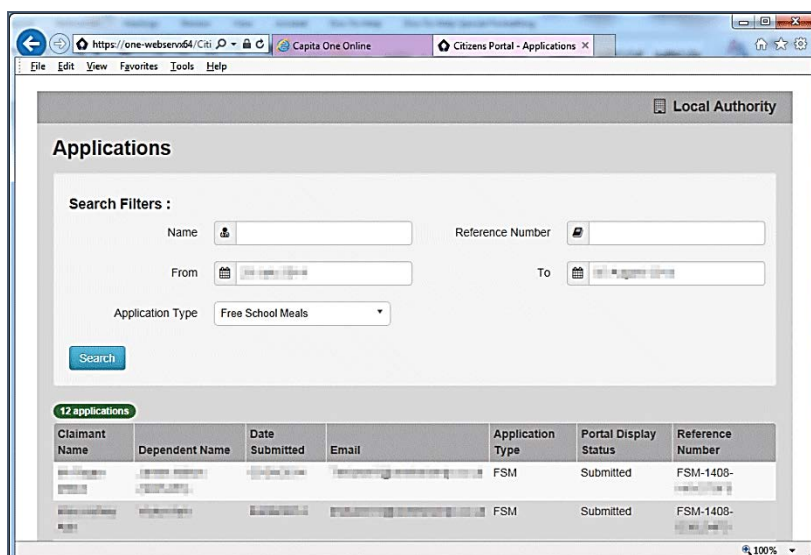 https://one-webservx64/Citi
Capita One Online
Citizens Portal - Applications
File Edit View Favorites Tools Help
Local Authority
Applications
Search Filters :
Name
Reference Number
From
To
Application Type Free School Meals
Search
12 applications
Claimant Name Dependent Name Date Submitted Email Application Type Portal Display Status Reference Number
FSM Submitted FSM-1408-
FSM Submitted FSM-1408-
100%